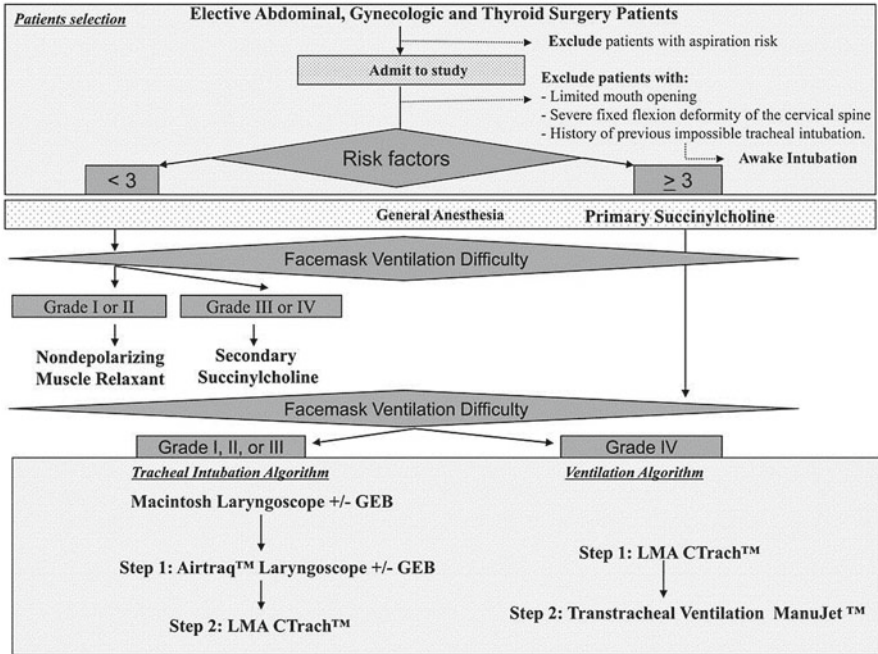 Patients selection
Elective Abdominal, Gynecologic and Thyroid Surgery Patients
Exclude patients with aspiration risk
Admit to study
Exclude patients with:
- Limited mouth opening
- Severe fixed flexion deformity of the cervical spine
- History of previous impossible tracheal intubation.
Awake Intubation
Risk factors
< 3
≥ 3
General Anesthesia
Primary Succinylcholine
Facemask Ventilation Difficulty
Grade I or II
Grade III or IV
Nondepolarizing
Muscle Relaxant
Secondary
Succinylcholine
Facemask Ventilation Difficulty
Grade I, II, or III
Grade IV
Tracheal Intubation Algorithm
Macintosh Laryngoscope +/- GEB
Step 1: Airtraq™ Laryngoscope +/- GEB
Step 2: LMA CTrach™
Ventilation Algorithm
Step 1: LMA CTrach™
Step 2: Transtracheal Ventilation ManuJet ™